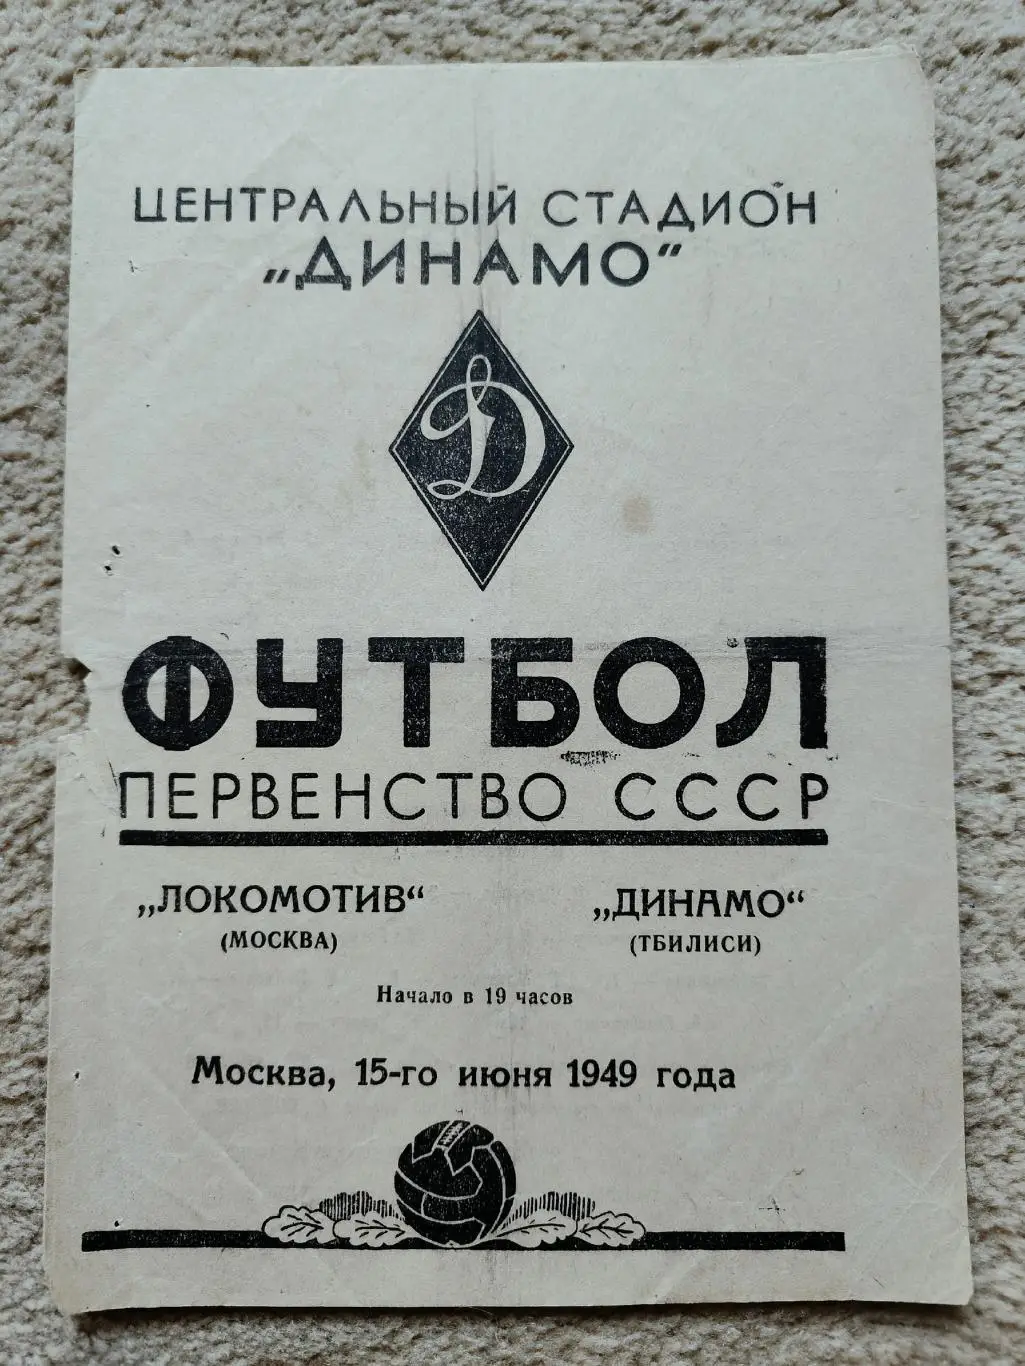 ЦЕНТРАЛЬНЫЙ СТАДИОН
„ДИНАМО“
Д
ФУТБОЛ
ПЕРВЕНСТВО СССР
„ЛОКОМОТИВ“ „ДИНАМО“
(МОСКВА) (ТБИЛИСИ)
Начало в 19 часов
Москва, 15-го июня 1949 года